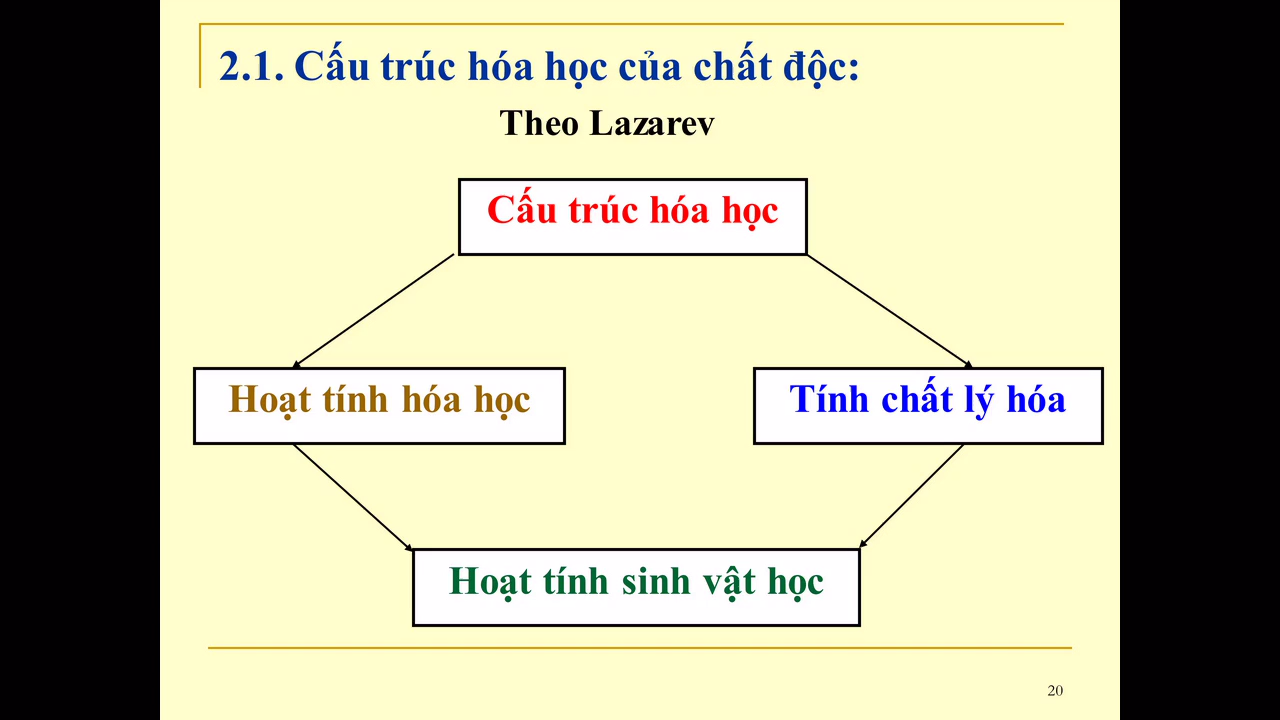 2.1. Cấu trúc hóa học của chất độc:
Theo Lazarev
Cấu trúc hóa học
Hoạt tính hóa học
Tính chất lý hóa
Hoạt tính sinh vật học
20